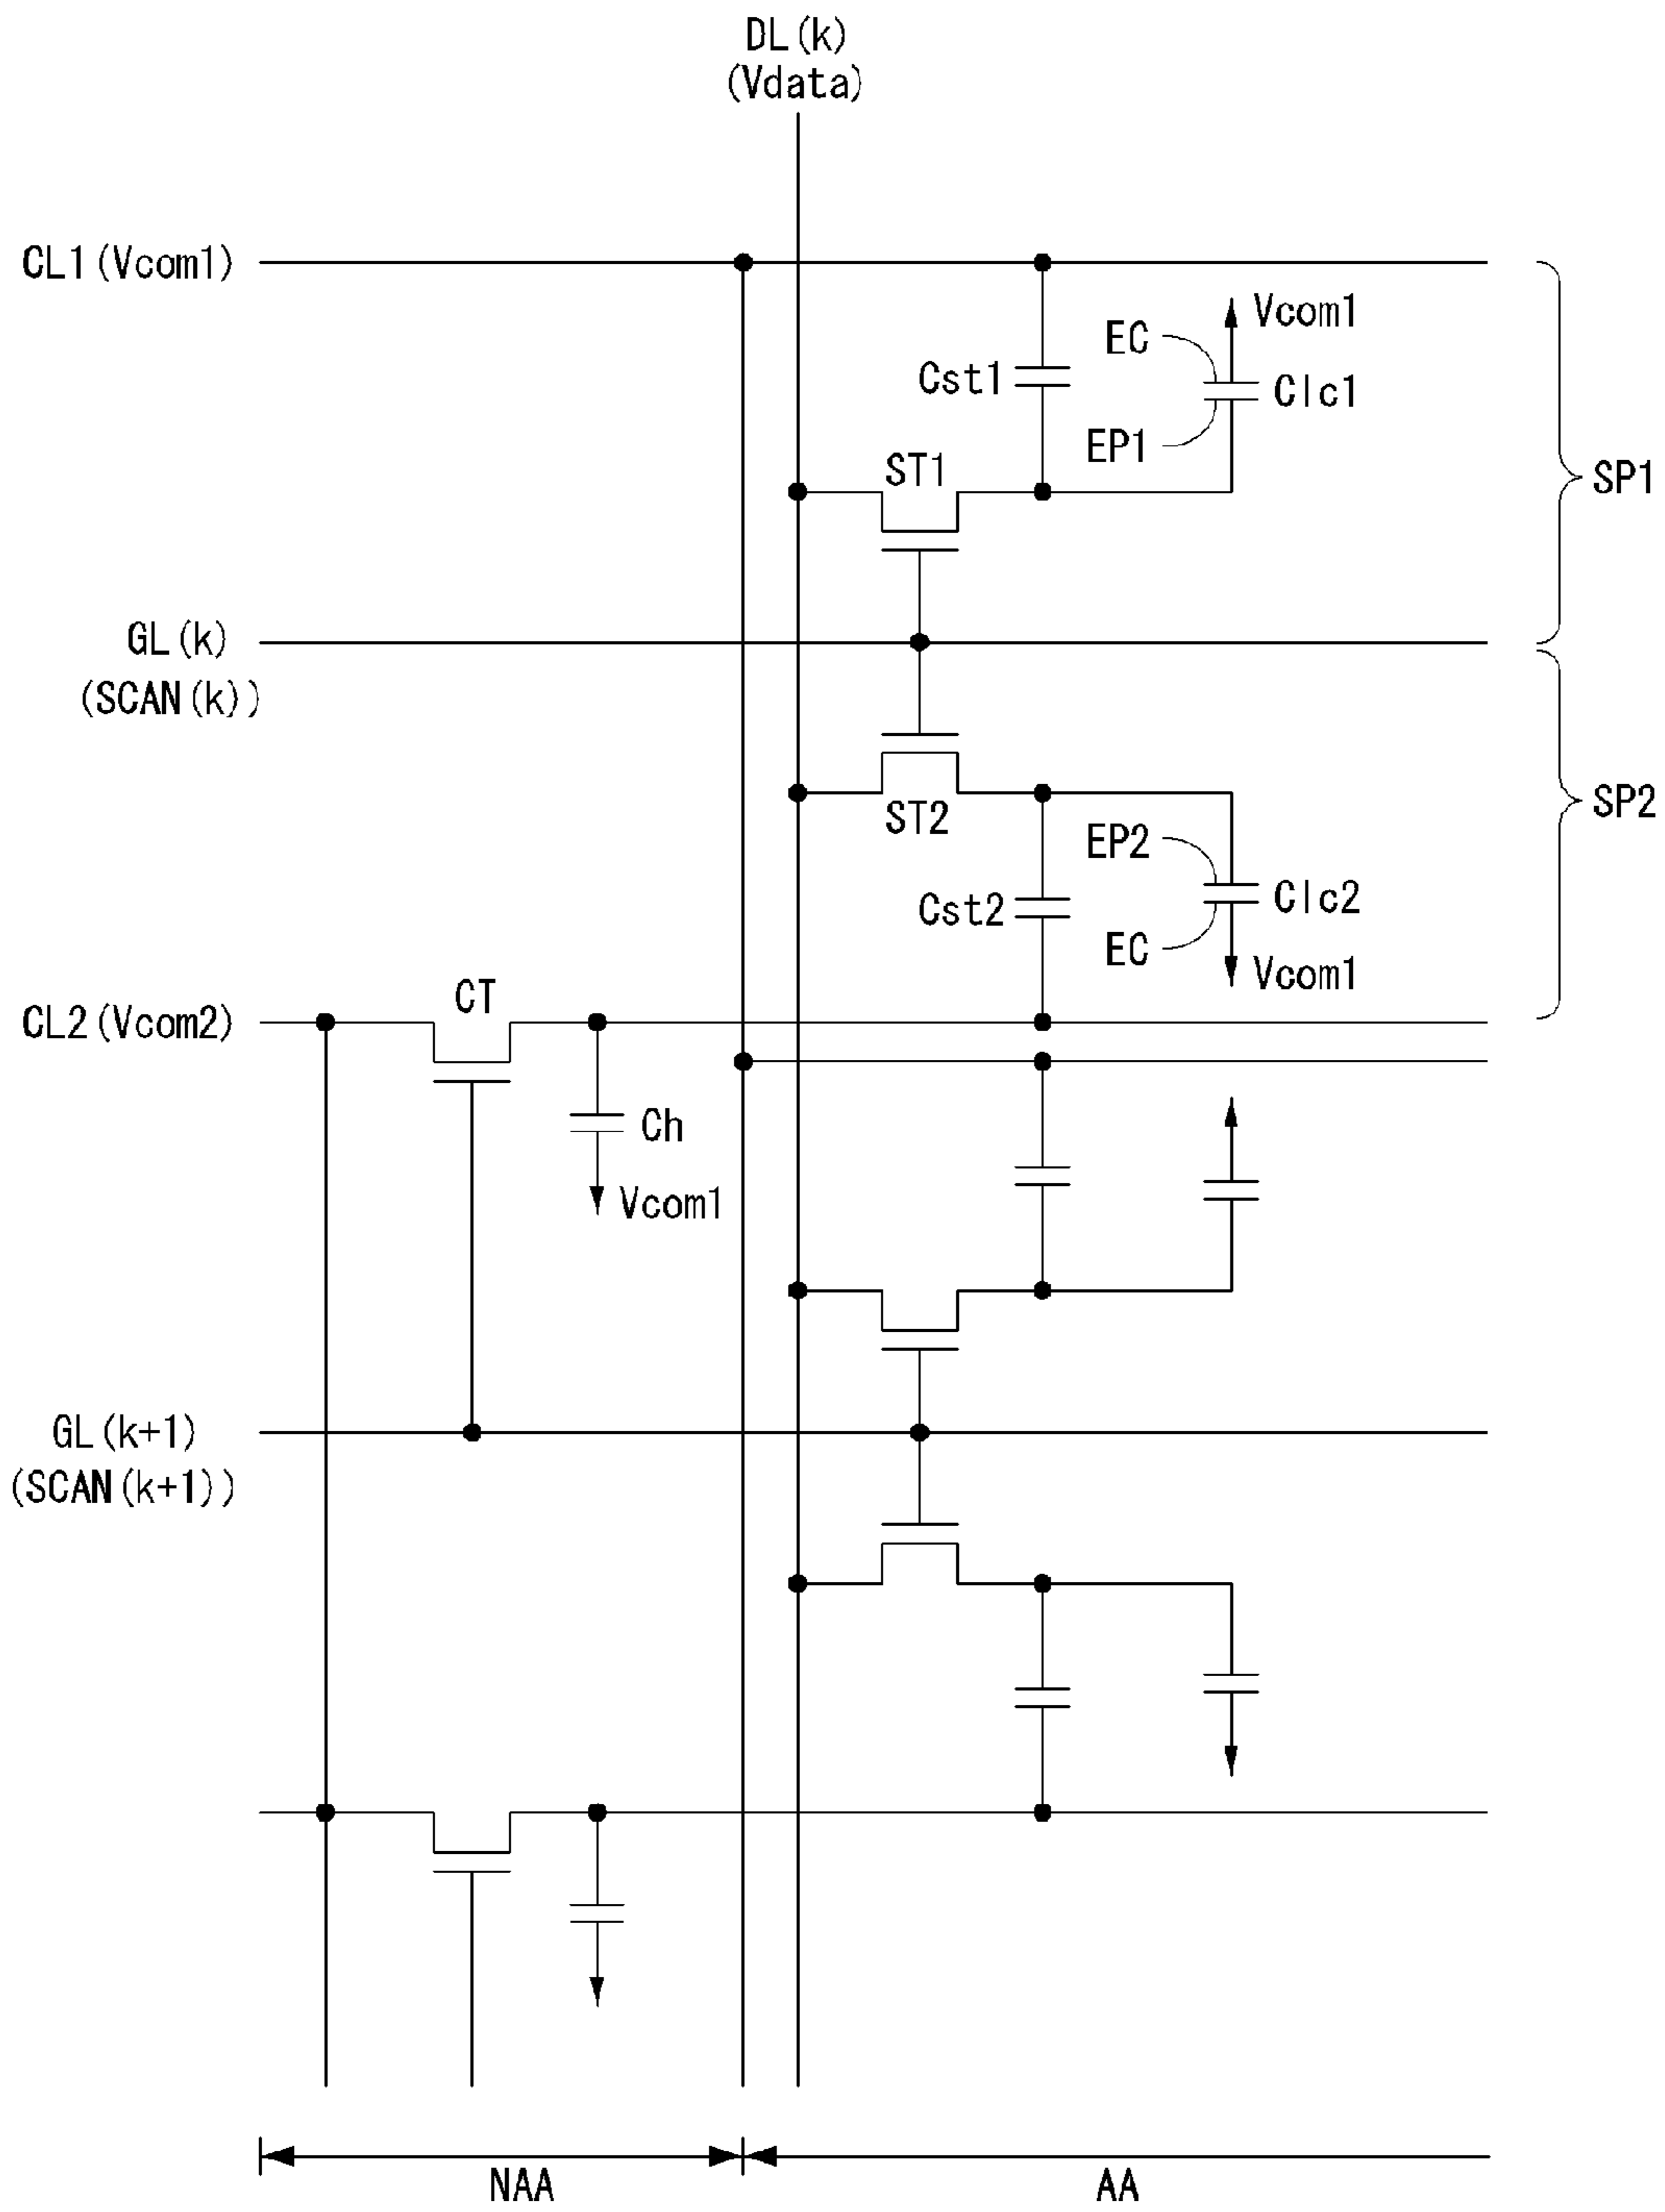 DL(k)
(Vdata)
CL1(Vcom1)
Vcom1
EC
Cst1
Clc1
EP1
ST1
SP1
GL(k)
(SCAN(k))
SP2
ST2
EP2
Cst2
Clc2
EC
Vcom1
CT
CL2(Vcom2)
Ch
Vcom1
GL(k+1)
(SCAN(k+1))
NAA
AA